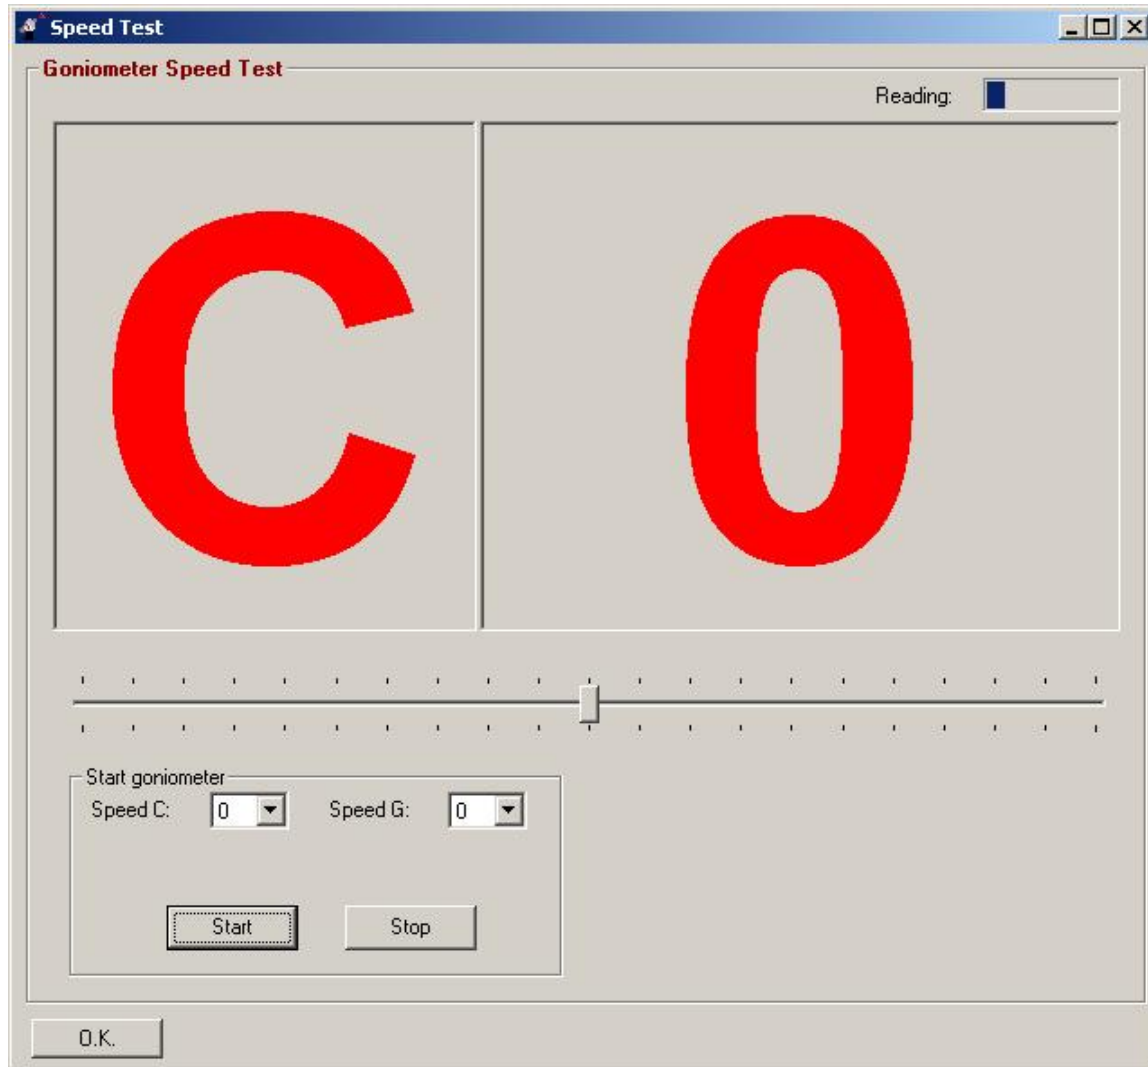 Speed Test
Goniometer Speed Test
Reading:
C 0
Start goniometer
Speed C: 0 Speed G: 0
Start Stop
O.K.